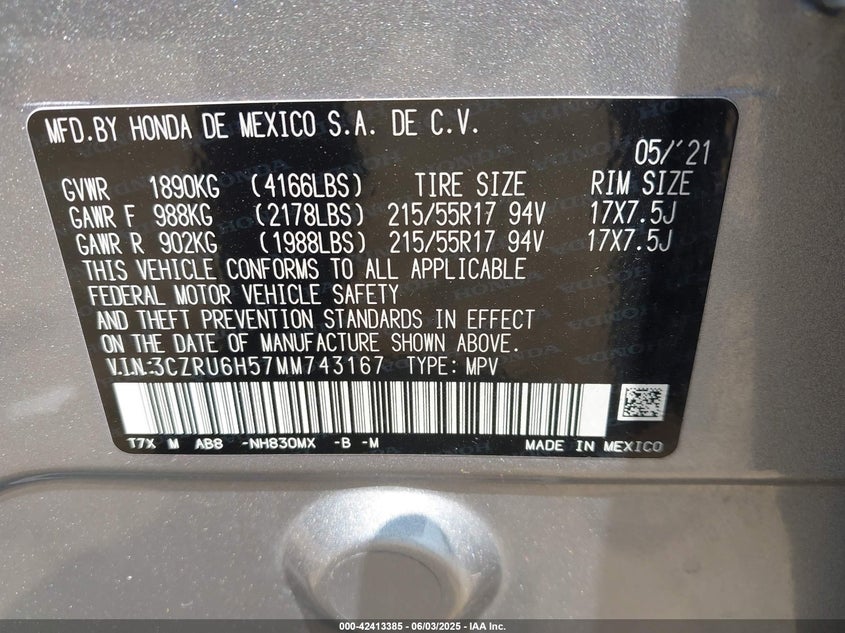 MFD.BY HONDA DE MEXICO S.A. DE C.V.
05/'21
GVWR 1890KG (4166LBS) TIRE SIZE RIM SIZE
GAWR F 988KG (2178LBS) 215/55R17 94V 17X7.5J
GAWR R 902KG (1988LBS) 215/55R17 94V 17X7.5J
THIS VEHICLE CONFORMS TO ALL APPLICABLE
FEDERAL MOTOR VEHICLE SAFETY
AND THEFT PREVENTION STANDARDS IN EFFECT
ON THE DATE OF MANUFACTURE SHOWN ABOVE.
V.I.N.:3CZRU6H57MM743167 TYPE: MPV
T7X M AB8 -NH830MX -B -M MADE IN MEXICO
000-42413385 - 06/03/2025 - IAA Inc.